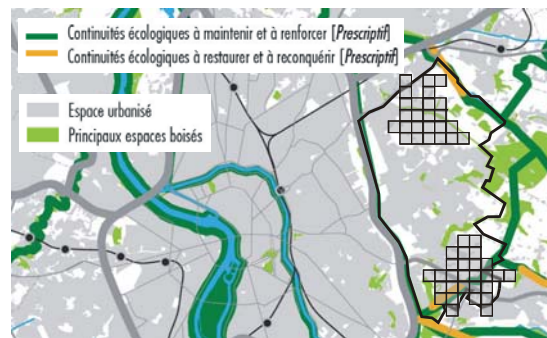 Continuités écologiques à maintenir et à renforcer [Prescriptif]
Continuités écologiques à restaurer et à reconquérir [Prescriptif]
Espace urbanisé
Principaux espaces boisés